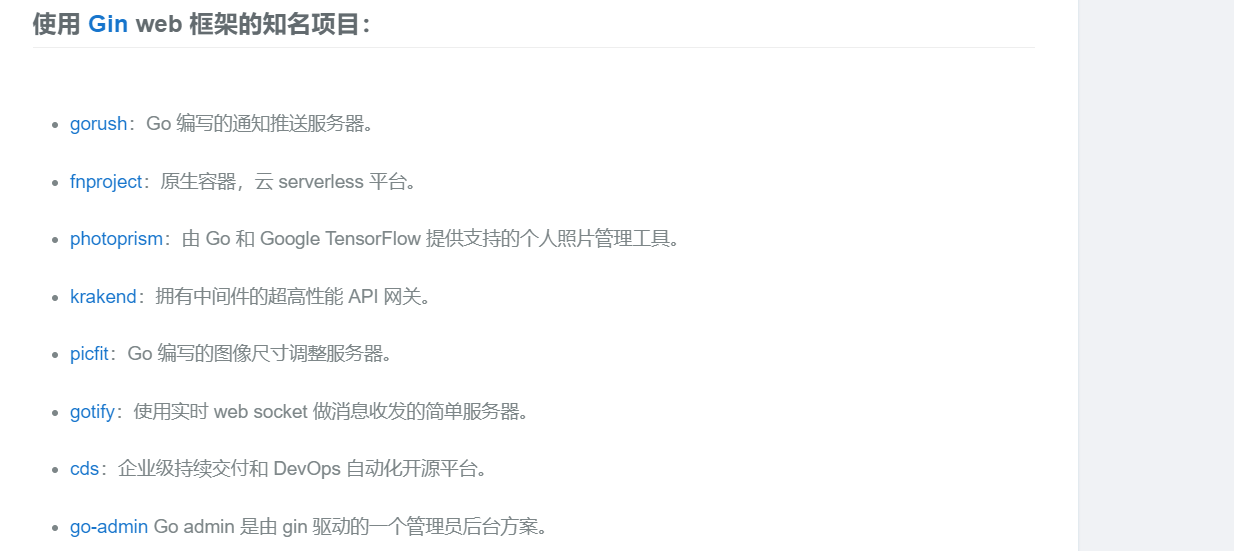 使用 Gin web 框架的知名项目：
gorush：Go 编写的通知推送服务器。
fnproject：原生容器，云 serverless 平台。
photoprism：由 Go 和 Google TensorFlow 提供支持的个人照片管理工具。
krakend：拥有中间件的超高性能 API 网关。
picfit：Go 编写的图像尺寸调整服务器。
gotify：使用实时 web socket 做消息收发的简单服务器。
cds：企业级持续交付和 DevOps 自动化开源平台。
go-admin Go admin 是由 gin 驱动的一个管理员后台方案。